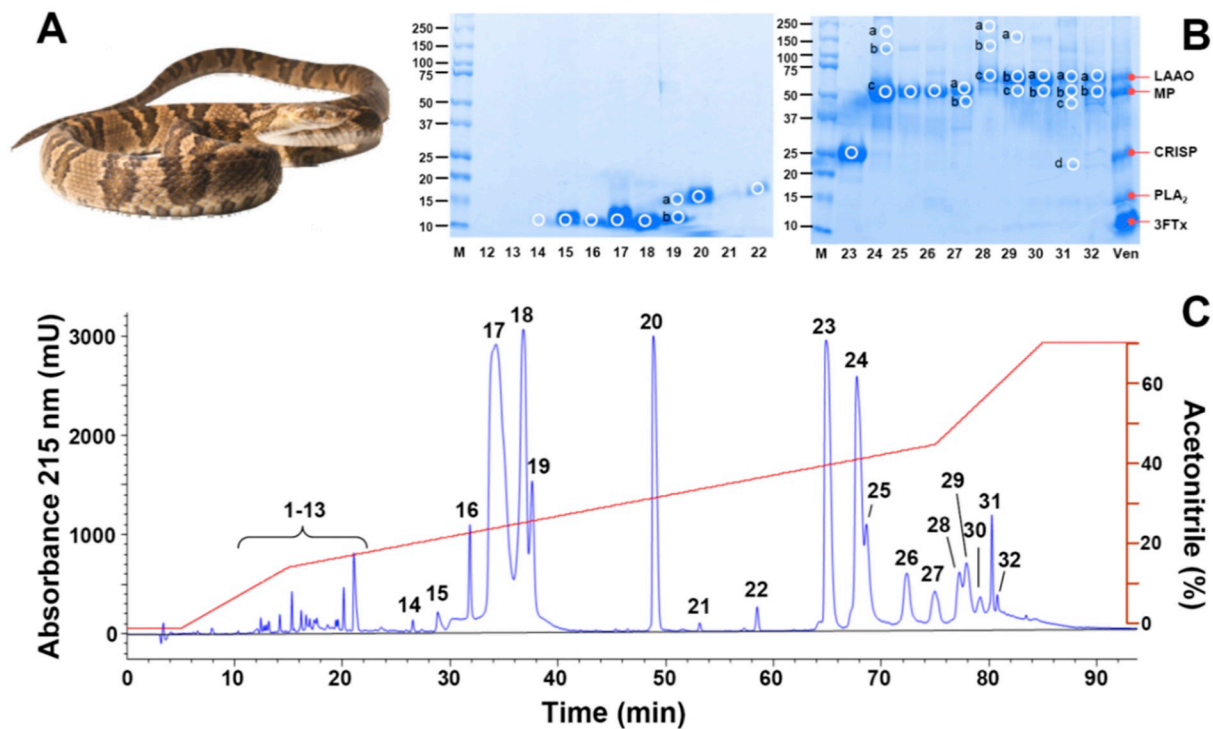 A
B
250
150
100
75
50
37
25
20
15
10
a
b
M 12 13 14 15 16 17 18 19 20 21 22
250
150
100
75
50
37
25
20
15
10
a
b
c
a
b
a
b
c
a
b
c
a
b
a
b
c
d
a
b
LAAO
MP
CRISP
PLA₂
3FTx
M 23 24 25 26 27 28 29 30 31 32 Ven
C
Absorbance 215 nm (mU)
3000
2000
1000
0
1-13
14
15
16
17
18
19
20
21
22
23
24
25
26
27
28
29
30
31
32
60
40
20
0
Acetonitrile (%)
0 10 20 30 40 50 60 70 80 90
Time (min)